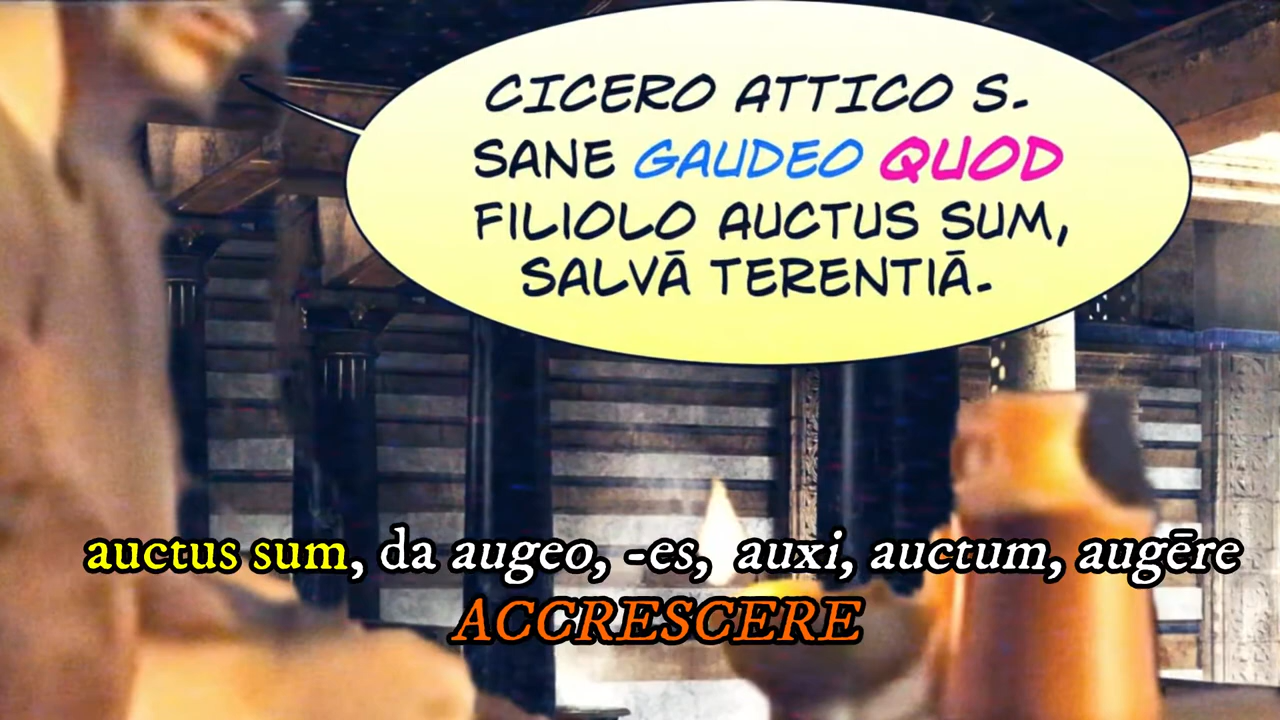 CICERO ATTICO S.
SANE GAUDEO QUOD
FILIOLO AUCTUS SUM,
SALVĀ TERENTIĀ.
auctus sum, da augeo, -es, auxi, auctum, augēre
ACCRESCERE